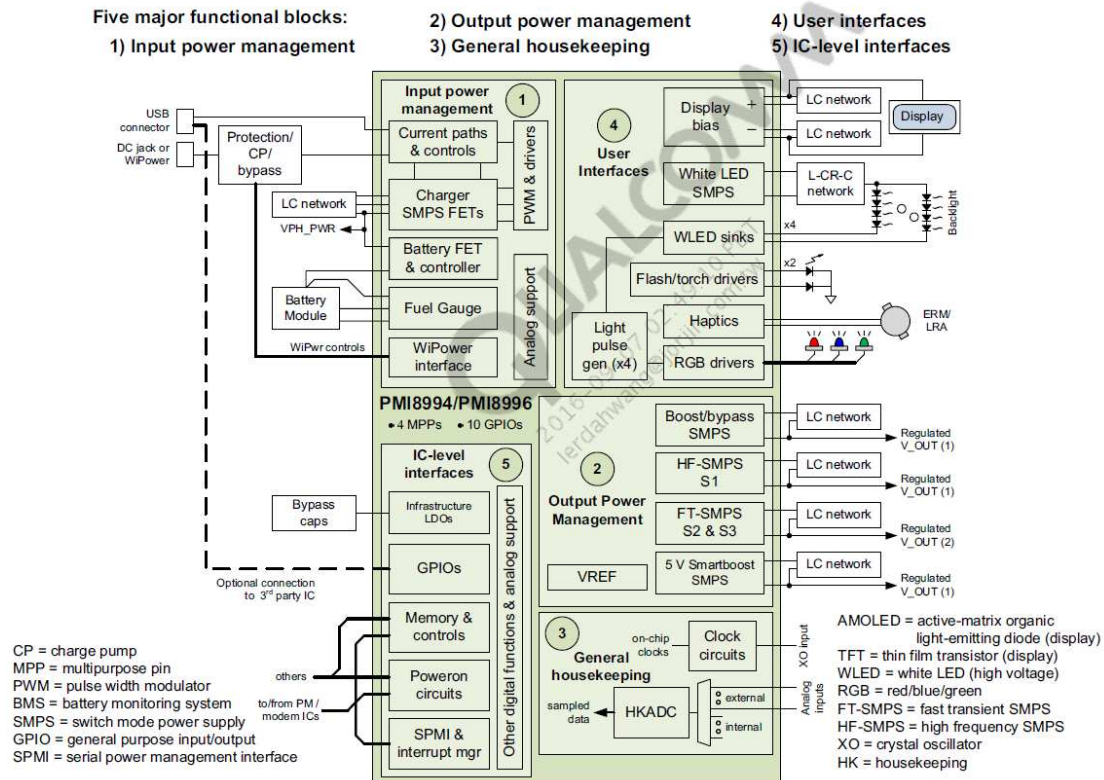 Five major functional blocks:
1) Input power management
2) Output power management
3) General housekeeping
4) User interfaces
5) IC-level interfaces
USB
connector
DC jack or
WiPower
Protection/
CP/
bypass
LC network
VPH_PWR
Battery
Module
WiPwr controls
Input power
management
1
Current paths
& controls
Charger
SMPS FETs
PWM & drivers
Battery FET
& controller
Fuel Gauge
WiPower
interface
Analog support
4
User
Interfaces
Display
bias
+
−
White LED
SMPS
WLED sinks
Flash/torch drivers
Haptics
Light
pulse
gen (x4)
RGB drivers
LC network
LC network
Display
L-CR-C
network
x4
Backlight
x2
ERM/
LRA
PMI8994/PMI8996
• 4 MPPs
• 10 GPIOs
IC-level
interfaces
5
Infrastructure
LDOs
GPIOs
Memory &
controls
Poweron
circuits
SPMI &
interrupt mgr
Other digital functions & analog support
Bypass
caps
Optional connection
to 3rd party IC
others
to/from PM /
modem ICs
2
Output Power
Management
VREF
Boost/bypass
SMPS
HF-SMPS
S1
FT-SMPS
S2 & S3
5 V Smartboost
SMPS
LC network
Regulated
V_OUT (1)
LC network
Regulated
V_OUT (1)
LC network
Regulated
V_OUT (2)
LC network
Regulated
V_OUT (1)
3
General
housekeeping
on-chip
clocks
Clock
circuits
XO input
sampled
data
HKADC
external
internal
Analog
inputs
CP = charge pump
MPP = multipurpose pin
PWM = pulse width modulator
BMS = battery monitoring system
SMPS = switch mode power supply
GPIO = general purpose input/output
SPMI = serial power management interface
AMOLED = active-matrix organic
light-emitting diode (display)
TFT = thin film transistor (display)
WLED = white LED (high voltage)
RGB = red/blue/green
FT-SMPS = fast transient SMPS
HF-SMPS = high frequency SMPS
XO = crystal oscillator
HK = housekeeping
QUALCOMM